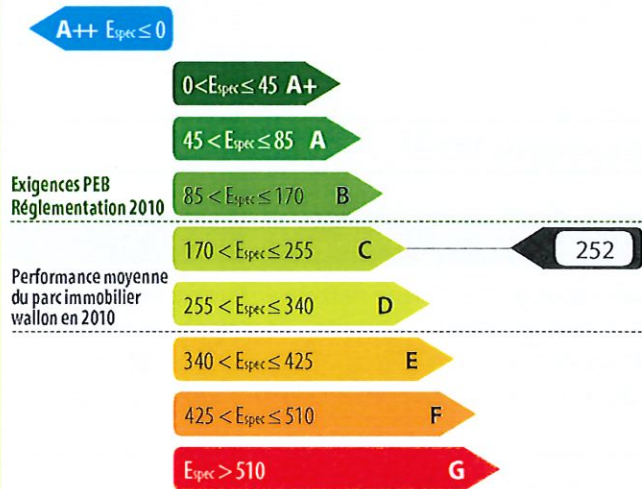 A++ Espec ≤ 0
0 < Espec ≤ 45 A+
45 < Espec ≤ 85 A
Exigences PEB
Réglementation 2010
85 < Espec ≤ 170 B
170 < Espec ≤ 255 C
252
Performance moyenne
du parc immobilier
wallon en 2010
255 < Espec ≤ 340 D
340 < Espec ≤ 425 E
425 < Espec ≤ 510 F
Espec > 510 G